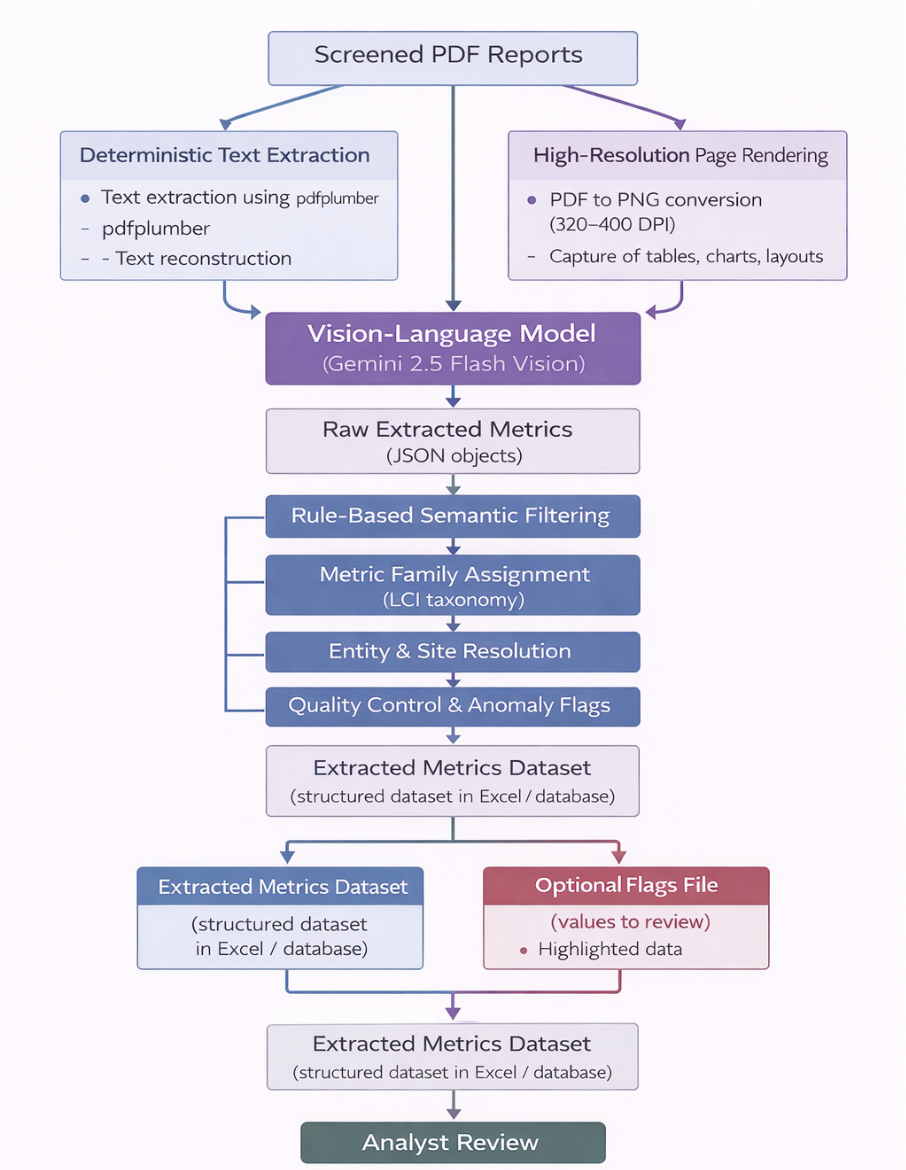 Screened PDF Reports
Deterministic Text Extraction
• Text extraction using pdfplumber
– pdfplumber
– - Text reconstruction
High-Resolution Page Rendering
• PDF to PNG conversion
(320–400 DPI)
– Capture of tables, charts, layouts
Vision-Language Model
(Gemini 2.5 Flash Vision)
Raw Extracted Metrics
(JSON objects)
Rule-Based Semantic Filtering
Metric Family Assignment
(LCI taxonomy)
Entity & Site Resolution
Quality Control & Anomaly Flags
Extracted Metrics Dataset
(structured dataset in Excel / database)
Extracted Metrics Dataset
(structured dataset
in Excel / database)
Optional Flags File
(values to review)
• Highlighted data
Extracted Metrics Dataset
(structured dataset in Excel / database)
Analyst Review